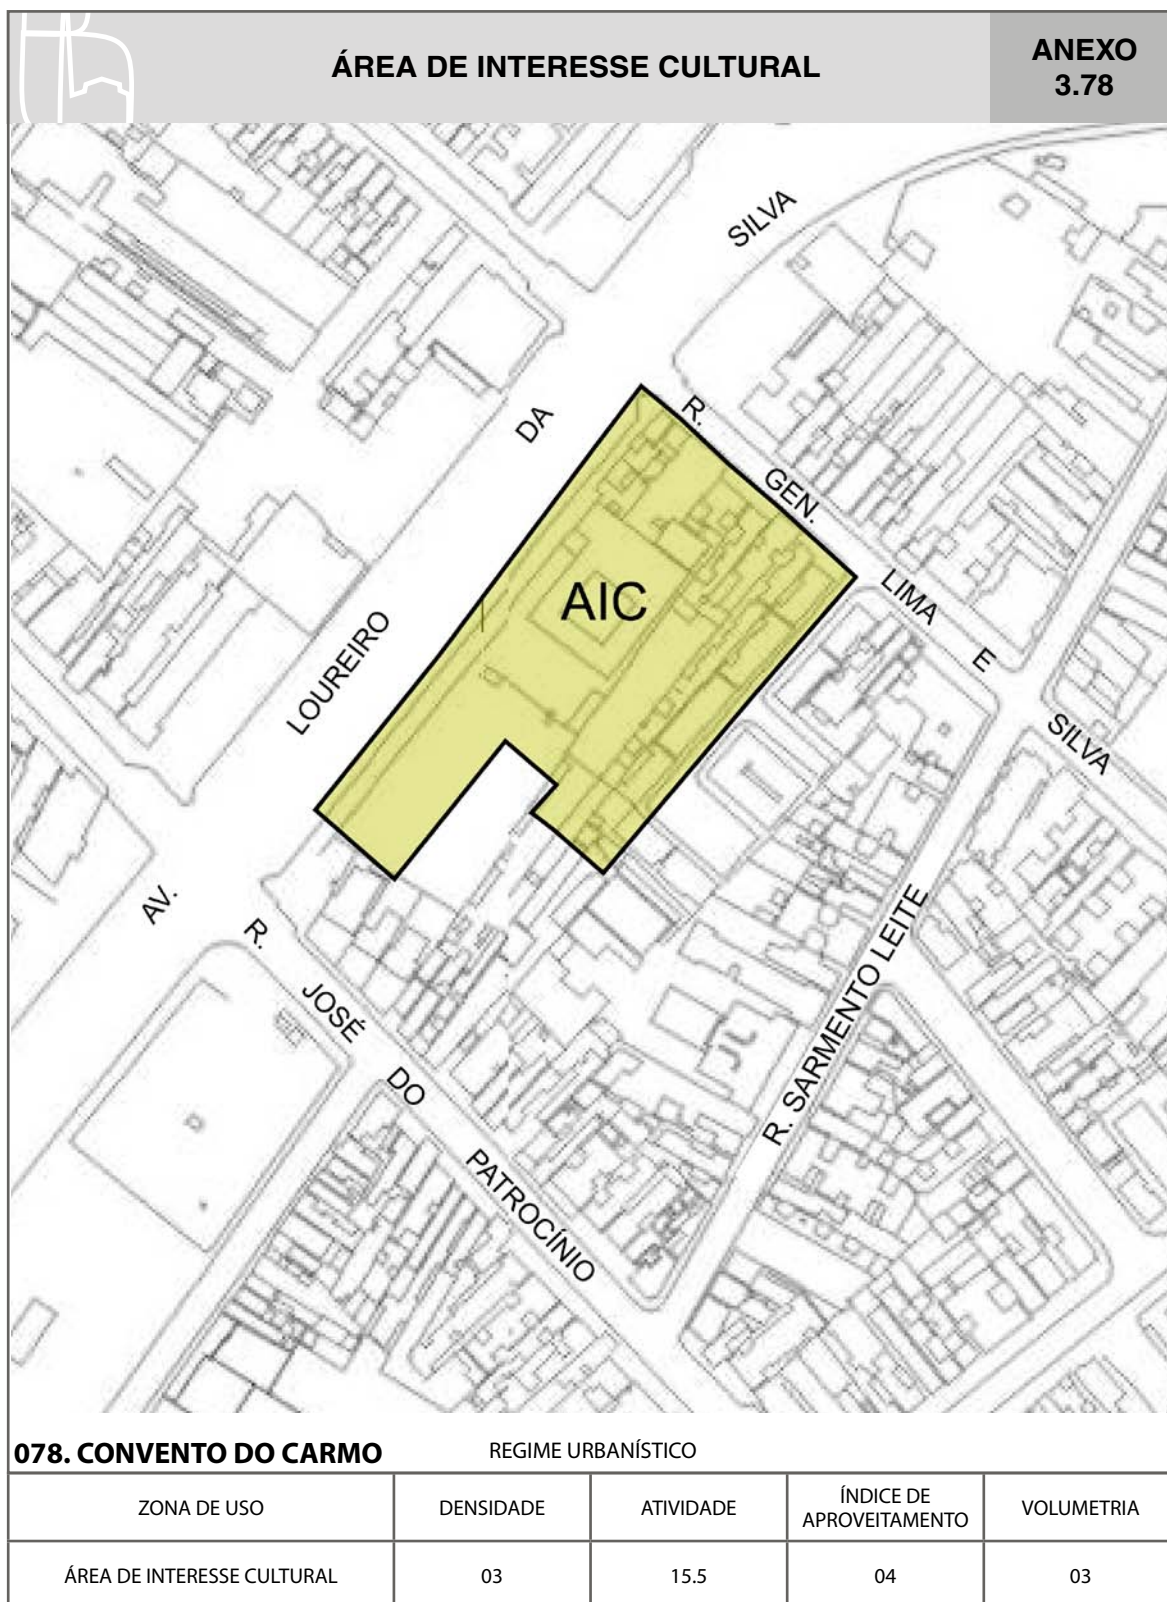 ÁREA DE INTERESSE CULTURAL
ANEXO
3.78
SILVA
DA
R.
GEN.
AIC
LIMA
E
LOUREIRO
SILVA
AV.
R.
R. SARMENTO LEITE
JOSÉ
DO
PATROCÍNIO
078. CONVENTO DO CARMO
REGIME URBANÍSTICO
ZONA DE USO
DENSIDADE
ATIVIDADE
ÍNDICE DE
APROVEITAMENTO
VOLUMETRIA
ÁREA DE INTERESSE CULTURAL
03
15.5
04
03